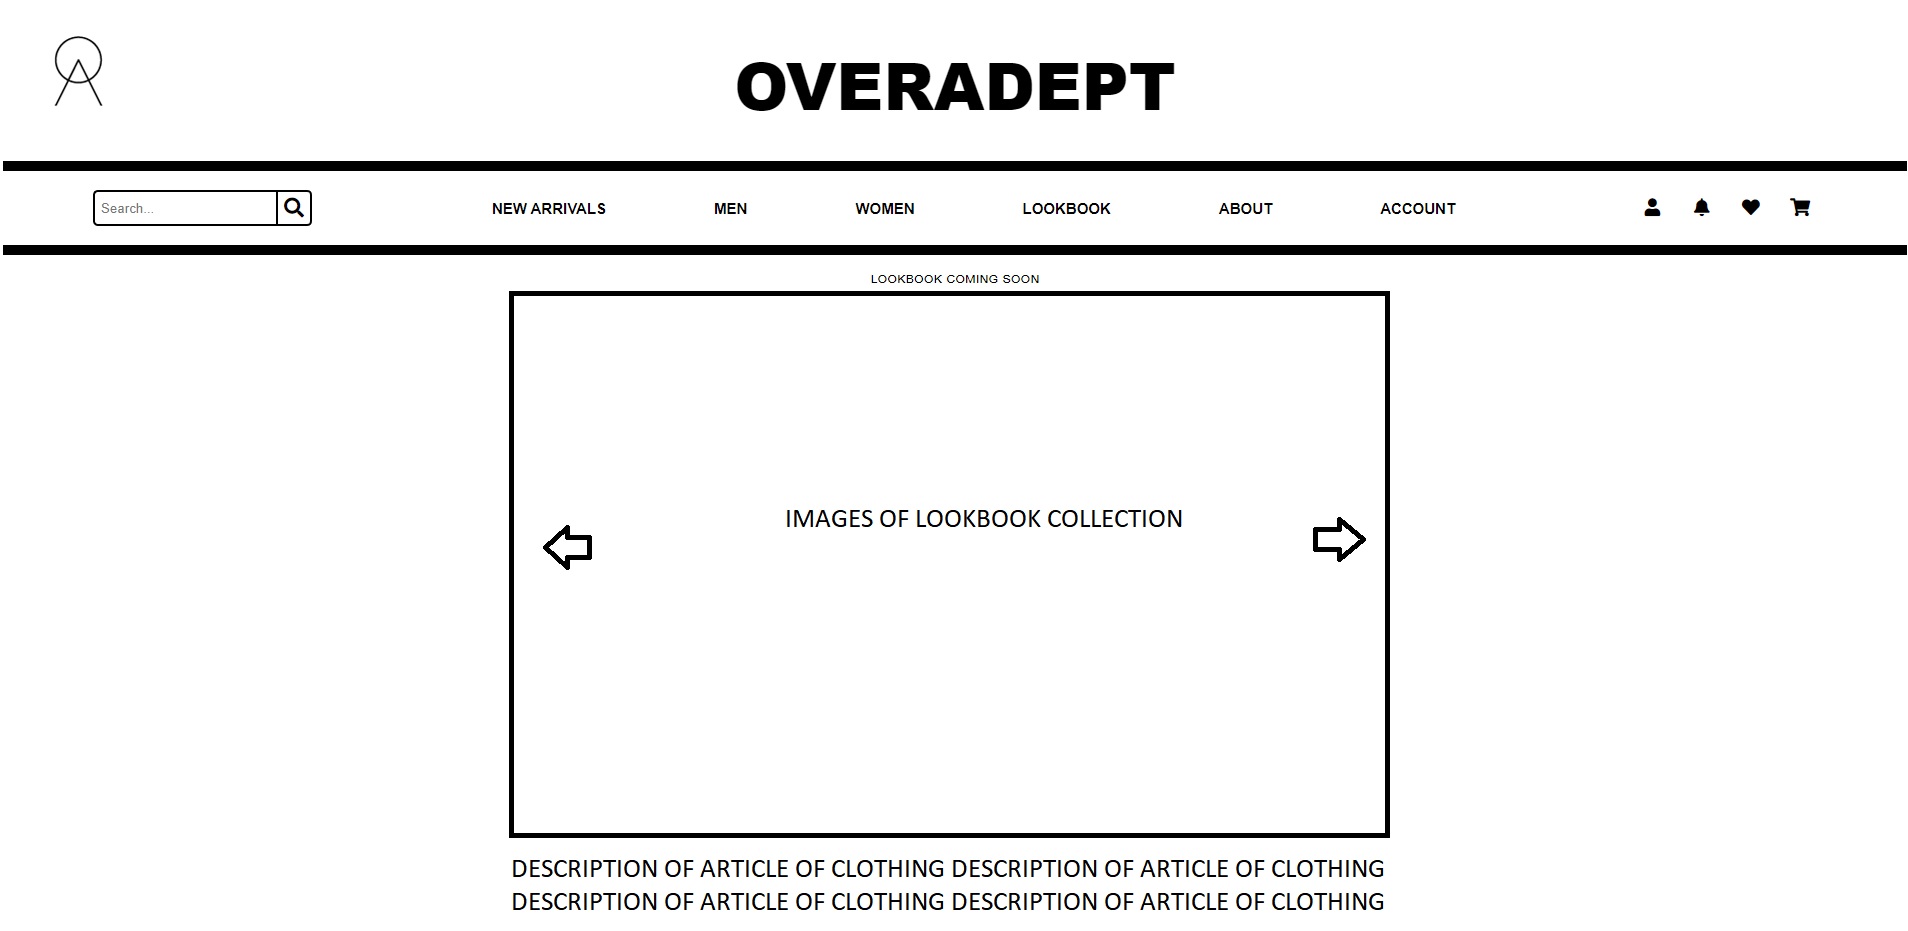 OVERADEPT
Search...
NEW ARRIVALS
MEN
WOMEN
LOOKBOOK
ABOUT
ACCOUNT
LOOKBOOK COMING SOON
IMAGES OF LOOKBOOK COLLECTION
DESCRIPTION OF ARTICLE OF CLOTHING DESCRIPTION OF ARTICLE OF CLOTHING
DESCRIPTION OF ARTICLE OF CLOTHING DESCRIPTION OF ARTICLE OF CLOTHING